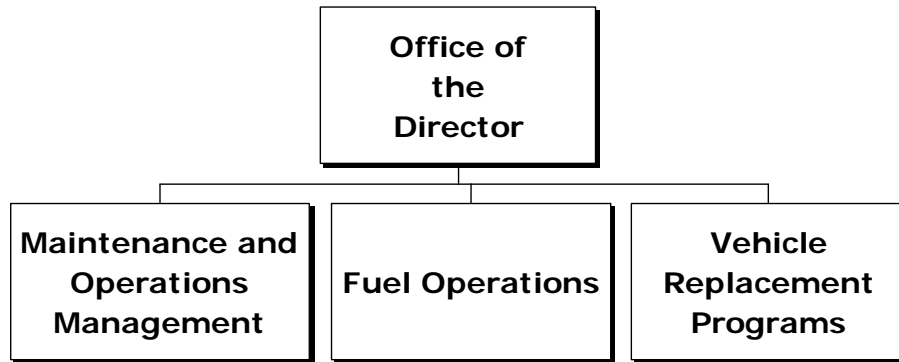 Office of
the
Director
Maintenance and
Operations
Management
Fuel Operations
Vehicle
Replacement
Programs